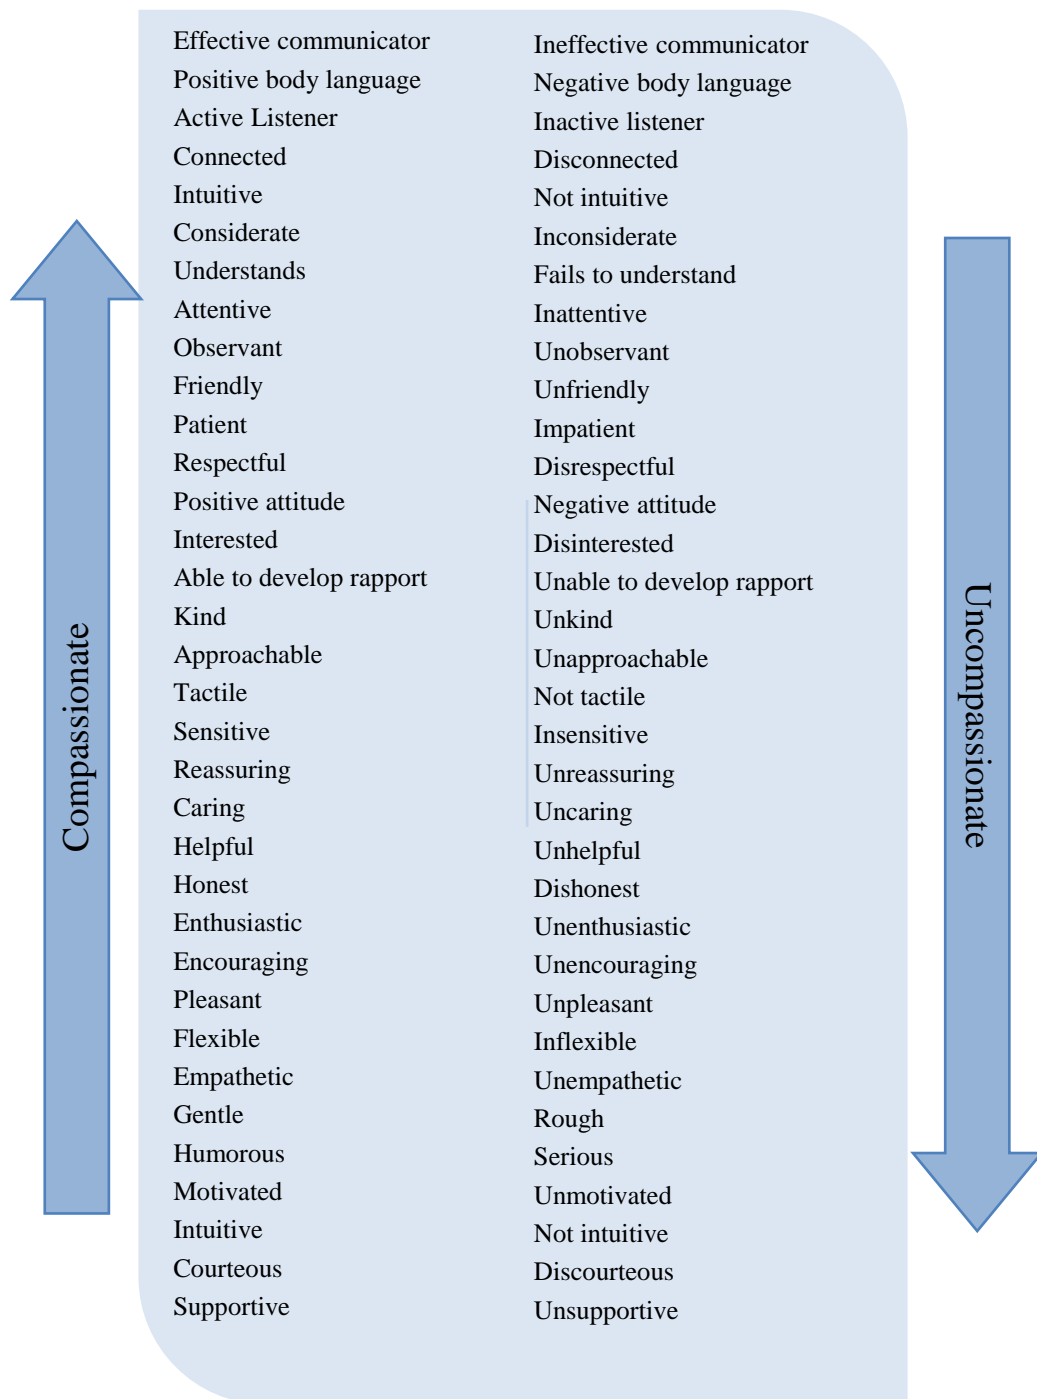 Effective communicator
Positive body language
Active Listener
Connected
Intuitive
Considerate
Understands
Attentive
Observant
Friendly
Patient
Respectful
Positive attitude
Interested
Able to develop rapport
Kind
Approachable
Tactile
Sensitive
Reassuring
Caring
Helpful
Honest
Enthusiastic
Encouraging
Pleasant
Flexible
Empathetic
Gentle
Humorous
Motivated
Intuitive
Courteous
Supportive
Ineffective communicator
Negative body language
Inactive listener
Disconnected
Not intuitive
Inconsiderate
Fails to understand
Inattentive
Unobservant
Unfriendly
Impatient
Disrespectful
Negative attitude
Disinterested
Unable to develop rapport
Unkind
Unapproachable
Not tactile
Insensitive
Unreassuring
Uncaring
Unhelpful
Dishonest
Unenthusiastic
Unencouraging
Unpleasant
Inflexible
Unempathetic
Rough
Serious
Unmotivated
Not intuitive
Discourteous
Unsupportive
Compassionate
Uncompassionate